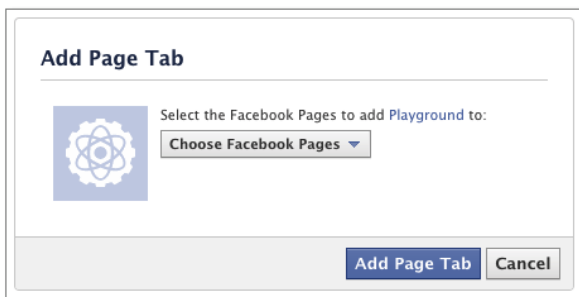 Add Page Tab
Select the Facebook Pages to add Playground to:
Choose Facebook Pages
Add Page Tab Cancel